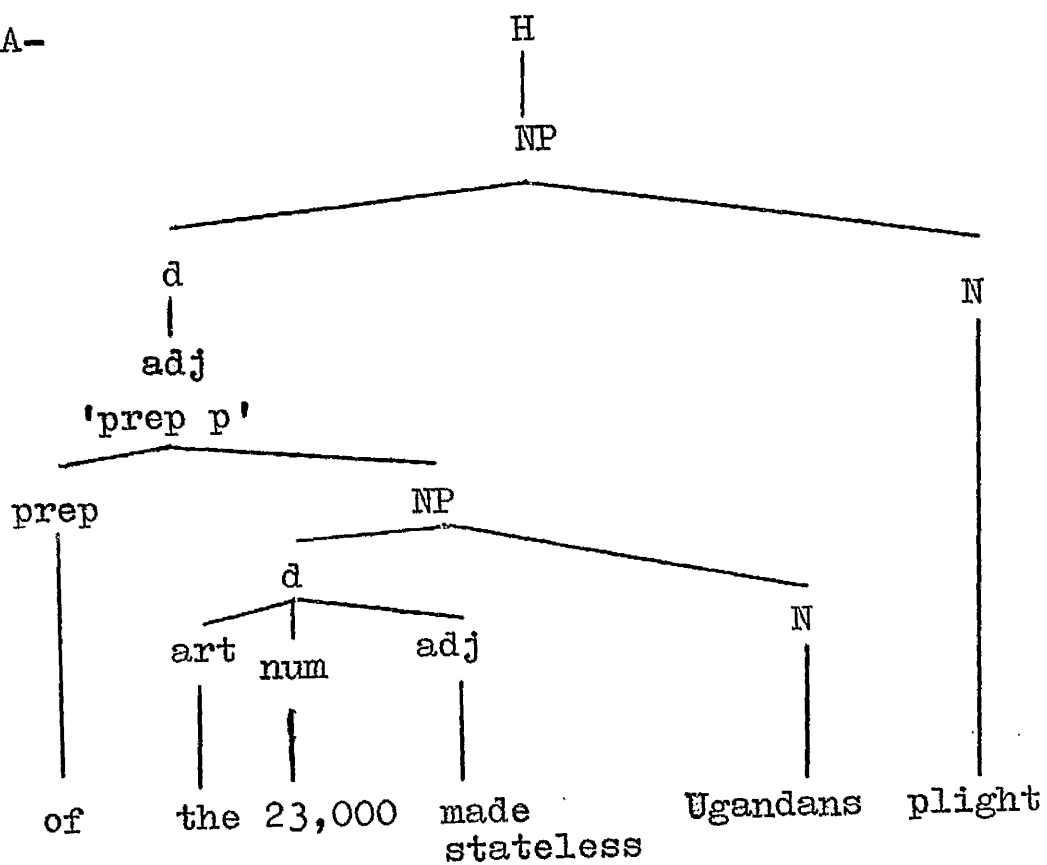 A-
H
NP
d
N
adj
'prep p'
prep
NP
d
N
art
num
adj
of the 23,000 made Ugandans plight
stateless